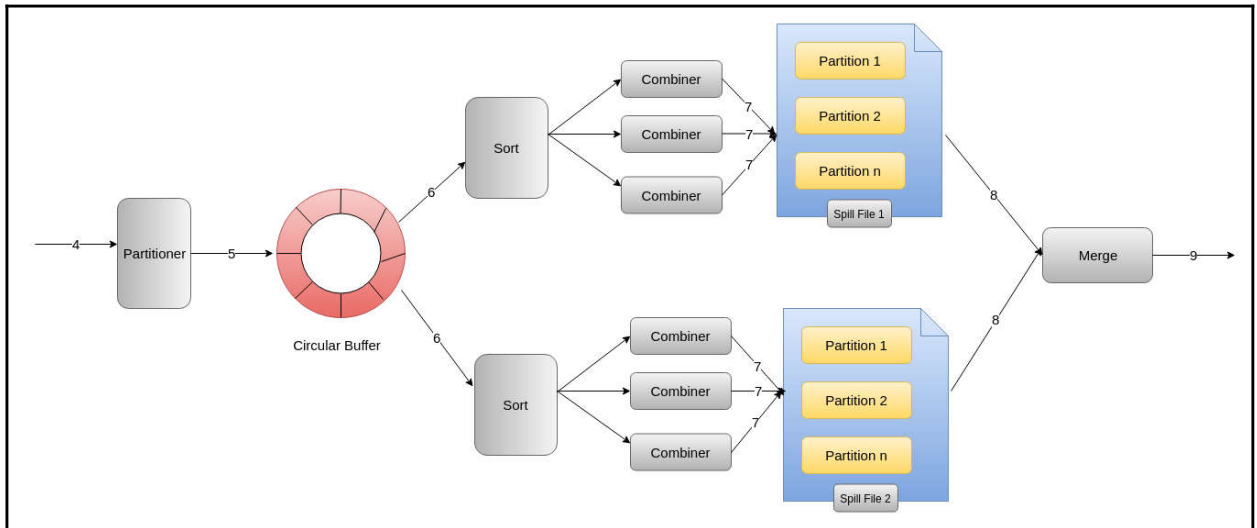 4
Partitioner
5
Circular Buffer
6
Sort
Combiner
Combiner
Combiner
7
7
7
Partition 1
Partition 2
Partition n
Spill File 1
8
6
Sort
Combiner
Combiner
Combiner
7
7
7
Partition 1
Partition 2
Partition n
Spill File 2
8
Merge
9